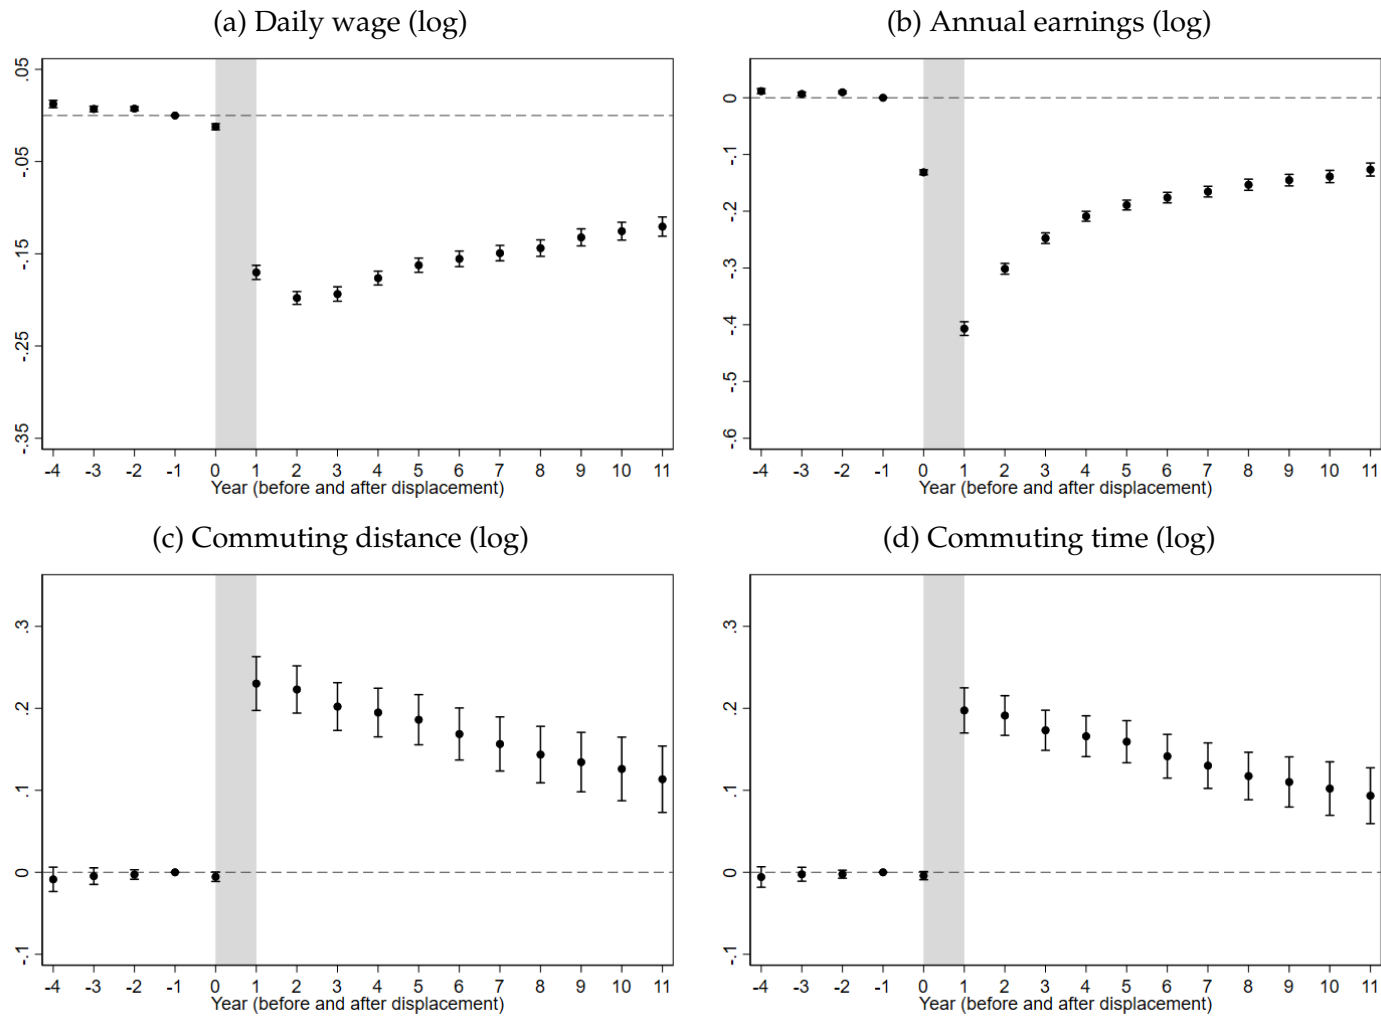 (a) Daily wage (log)
.05
-.05
-.15
-.25
-.35
-4 -3 -2 -1 0 1 2 3 4 5 6 7 8 9 10 11
Year (before and after displacement)
(b) Annual earnings (log)
0
-.1
-.2
-.3
-.4
-.5
-.6
-4 -3 -2 -1 0 1 2 3 4 5 6 7 8 9 10 11
Year (before and after displacement)
(c) Commuting distance (log)
.3
.2
.1
0
-.1
-4 -3 -2 -1 0 1 2 3 4 5 6 7 8 9 10 11
Year (before and after displacement)
(d) Commuting time (log)
.3
.2
.1
0
-.1
-4 -3 -2 -1 0 1 2 3 4 5 6 7 8 9 10 11
Year (before and after displacement)